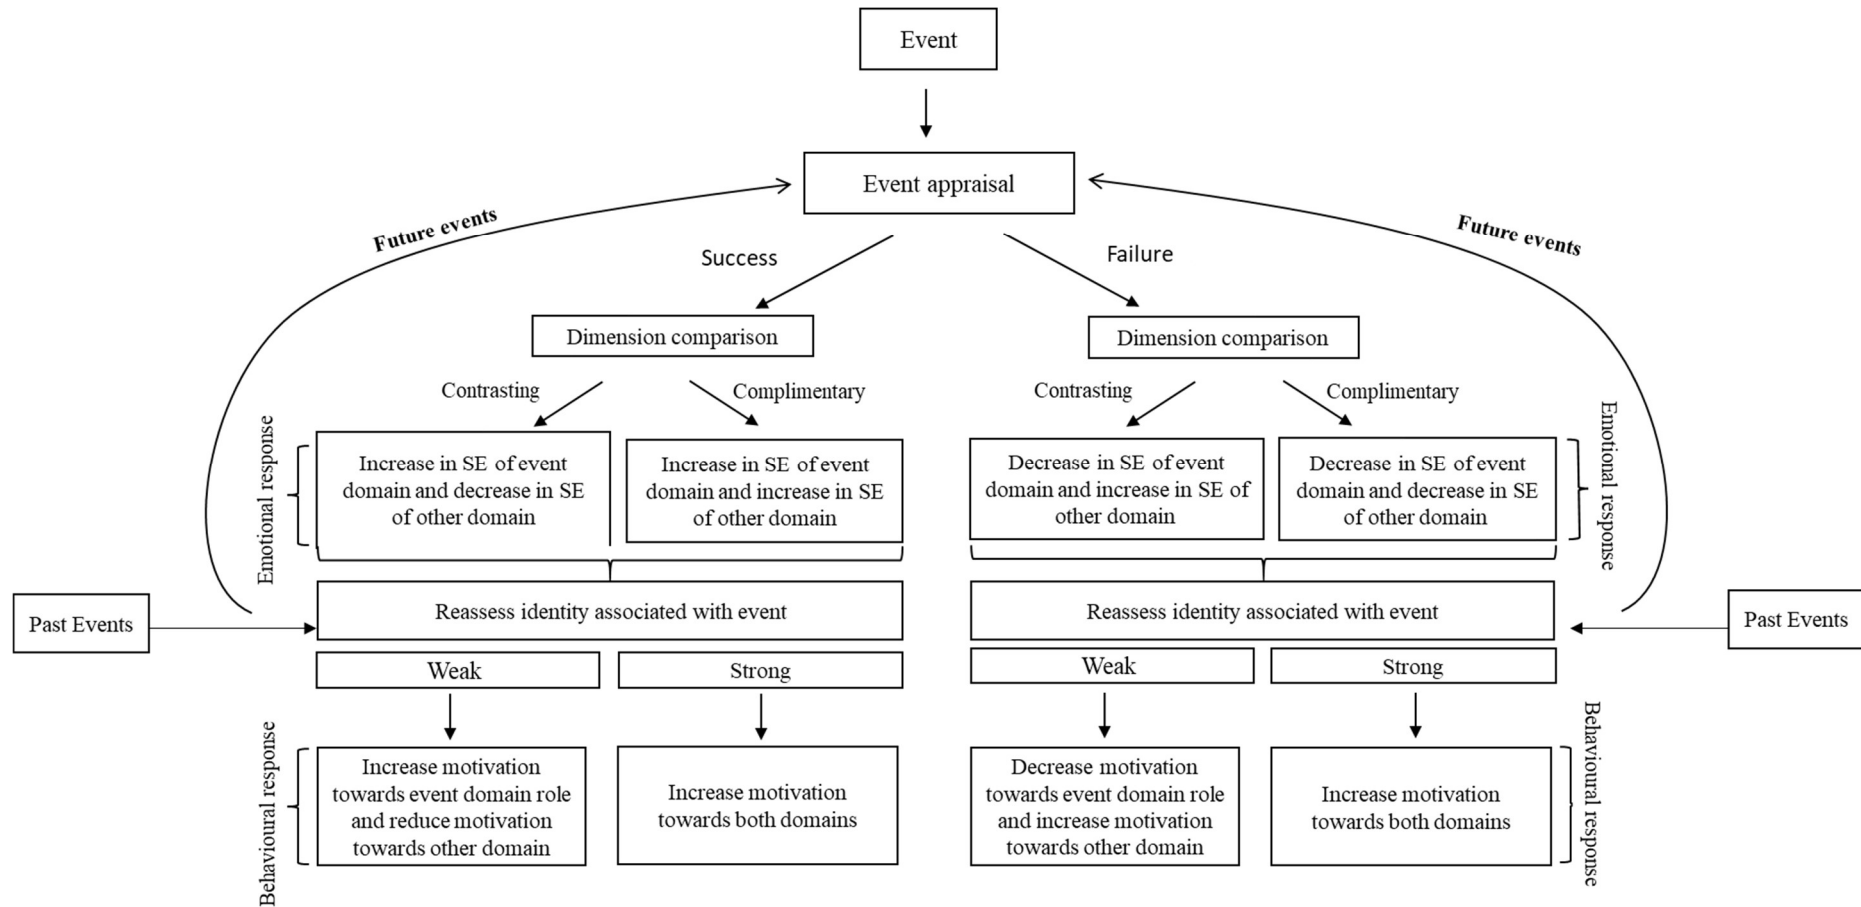 Event
Event appraisal
Future events
Future events
Success
Failure
Dimension comparison
Dimension comparison
Contrasting
Complimentary
Contrasting
Complimentary
Emotional response
Increase in SE of event
domain and decrease in SE
of other domain
Increase in SE of event
domain and increase in SE
of other domain
Decrease in SE of event
domain and increase in SE of
other domain
Decrease in SE of event
domain and decrease in SE
of other domain
Emotional response
Past Events
Reassess identity associated with event
Reassess identity associated with event
Past Events
Weak
Strong
Weak
Strong
Behavioural response
Increase motivation
towards event domain role
and reduce motivation
towards other domain
Increase motivation
towards both domains
Decrease motivation
towards event domain role
and increase motivation
towards other domain
Increase motivation
towards both domains
Behavioural response